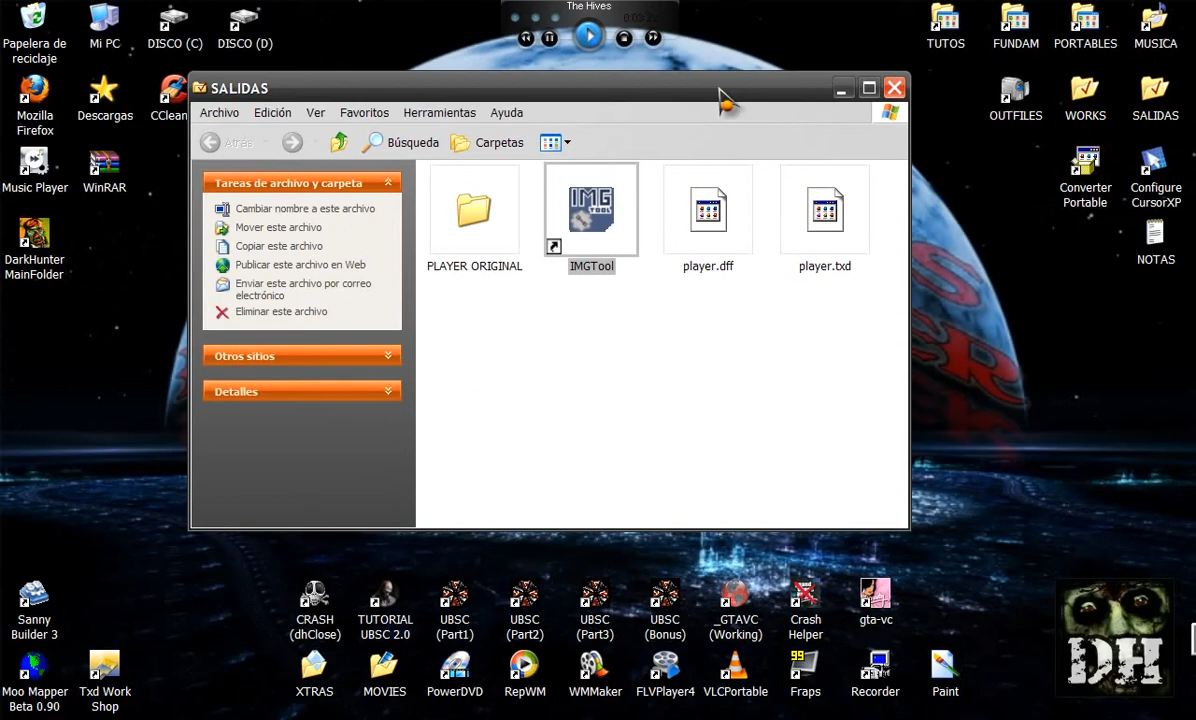 The Hives
Papelera de
reciclaje
Mi PC
DISCO (C)
DISCO (D)
TUTOS
FUNDAM
PORTABLES
MUSICA
Mozilla
Firefox
Descargas
CClean
OUTFILES
WORKS
SALIDAS
Music Player
WinRAR
Converter
Portable
Configure
CursorXP
DarkHunter
MainFolder
NOTAS
SALIDAS
Archivo
Edición
Ver
Favoritos
Herramientas
Ayuda
Atrás
Búsqueda
Carpetas
Tareas de archivo y carpeta
Cambiar nombre a este archivo
Mover este archivo
Copiar este archivo
Publicar este archivo en Web
Enviar este archivo por correo
electrónico
Eliminar este archivo
Otros sitios
Detalles
IMG
TOOL
PLAYER ORIGINAL
IMGTool
player.dff
player.txd
Sanny
Builder 3
CRASH
(dhClose)
TUTORIAL
UBSC 2.0
UBSC
(Part1)
UBSC
(Part2)
UBSC
(Part3)
UBSC
(Bonus)
_GTAVC
(Working)
Crash
Helper
gta-vc
Moo Mapper
Beta 0.90
Txd Work
Shop
XTRAS
MOVIES
PowerDVD
RepWM
WMMaker
FLVPlayer4
VLCPortable
99
Fraps
Recorder
Paint
DH